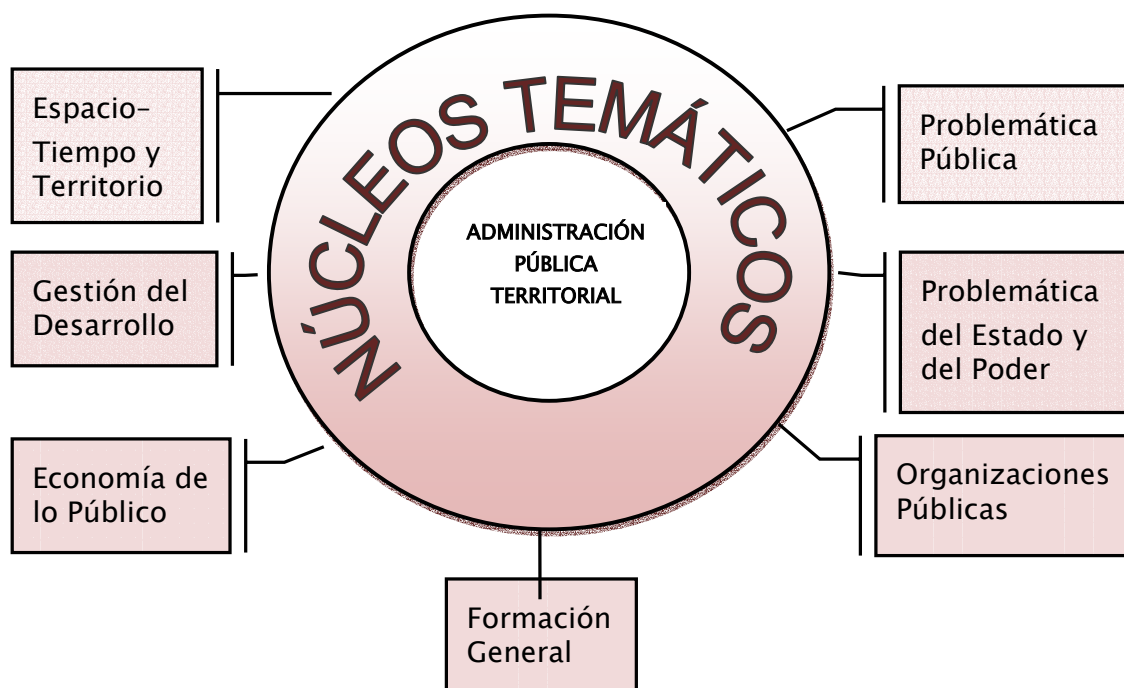 NÚCLEOS TEMÁTICOS
ADMINISTRACIÓN
PÚBLICA
TERRITORIAL
Espacio–
Tiempo y
Territorio
Gestión del
Desarrollo
Economía de
lo Público
Formación
General
Problemática
Pública
Problemática
del Estado y
del Poder
Organizaciones
Públicas